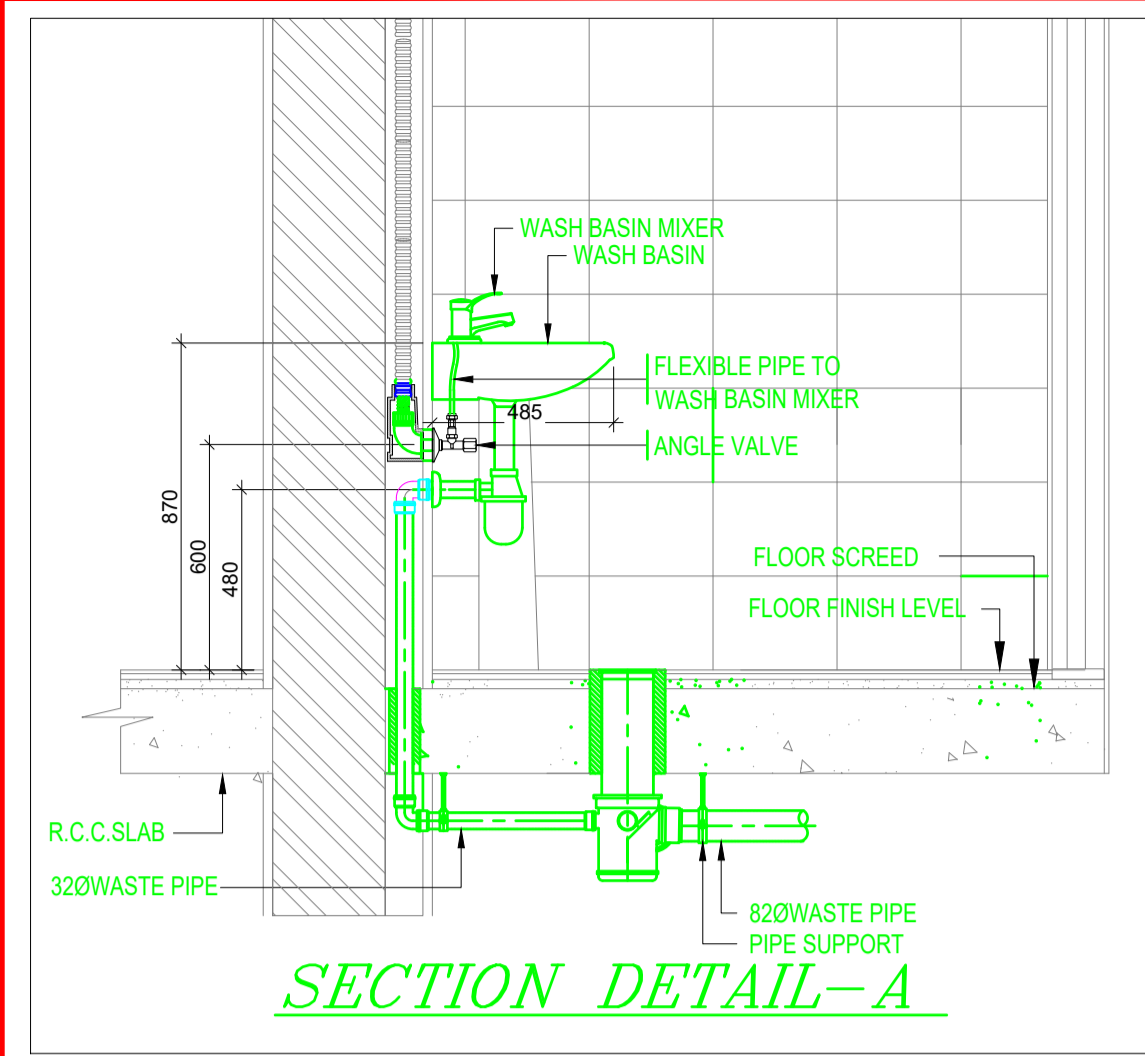 WASH BASIN MIXER
WASH BASIN
FLEXIBLE PIPE TO
WASH BASIN MIXER
485
ANGLE VALVE
870
600
480
FLOOR SCREED
FLOOR FINISH LEVEL
R.C.C.SLAB
32ØWASTE PIPE
82ØWASTE PIPE
PIPE SUPPORT
SECTION DETAIL-A